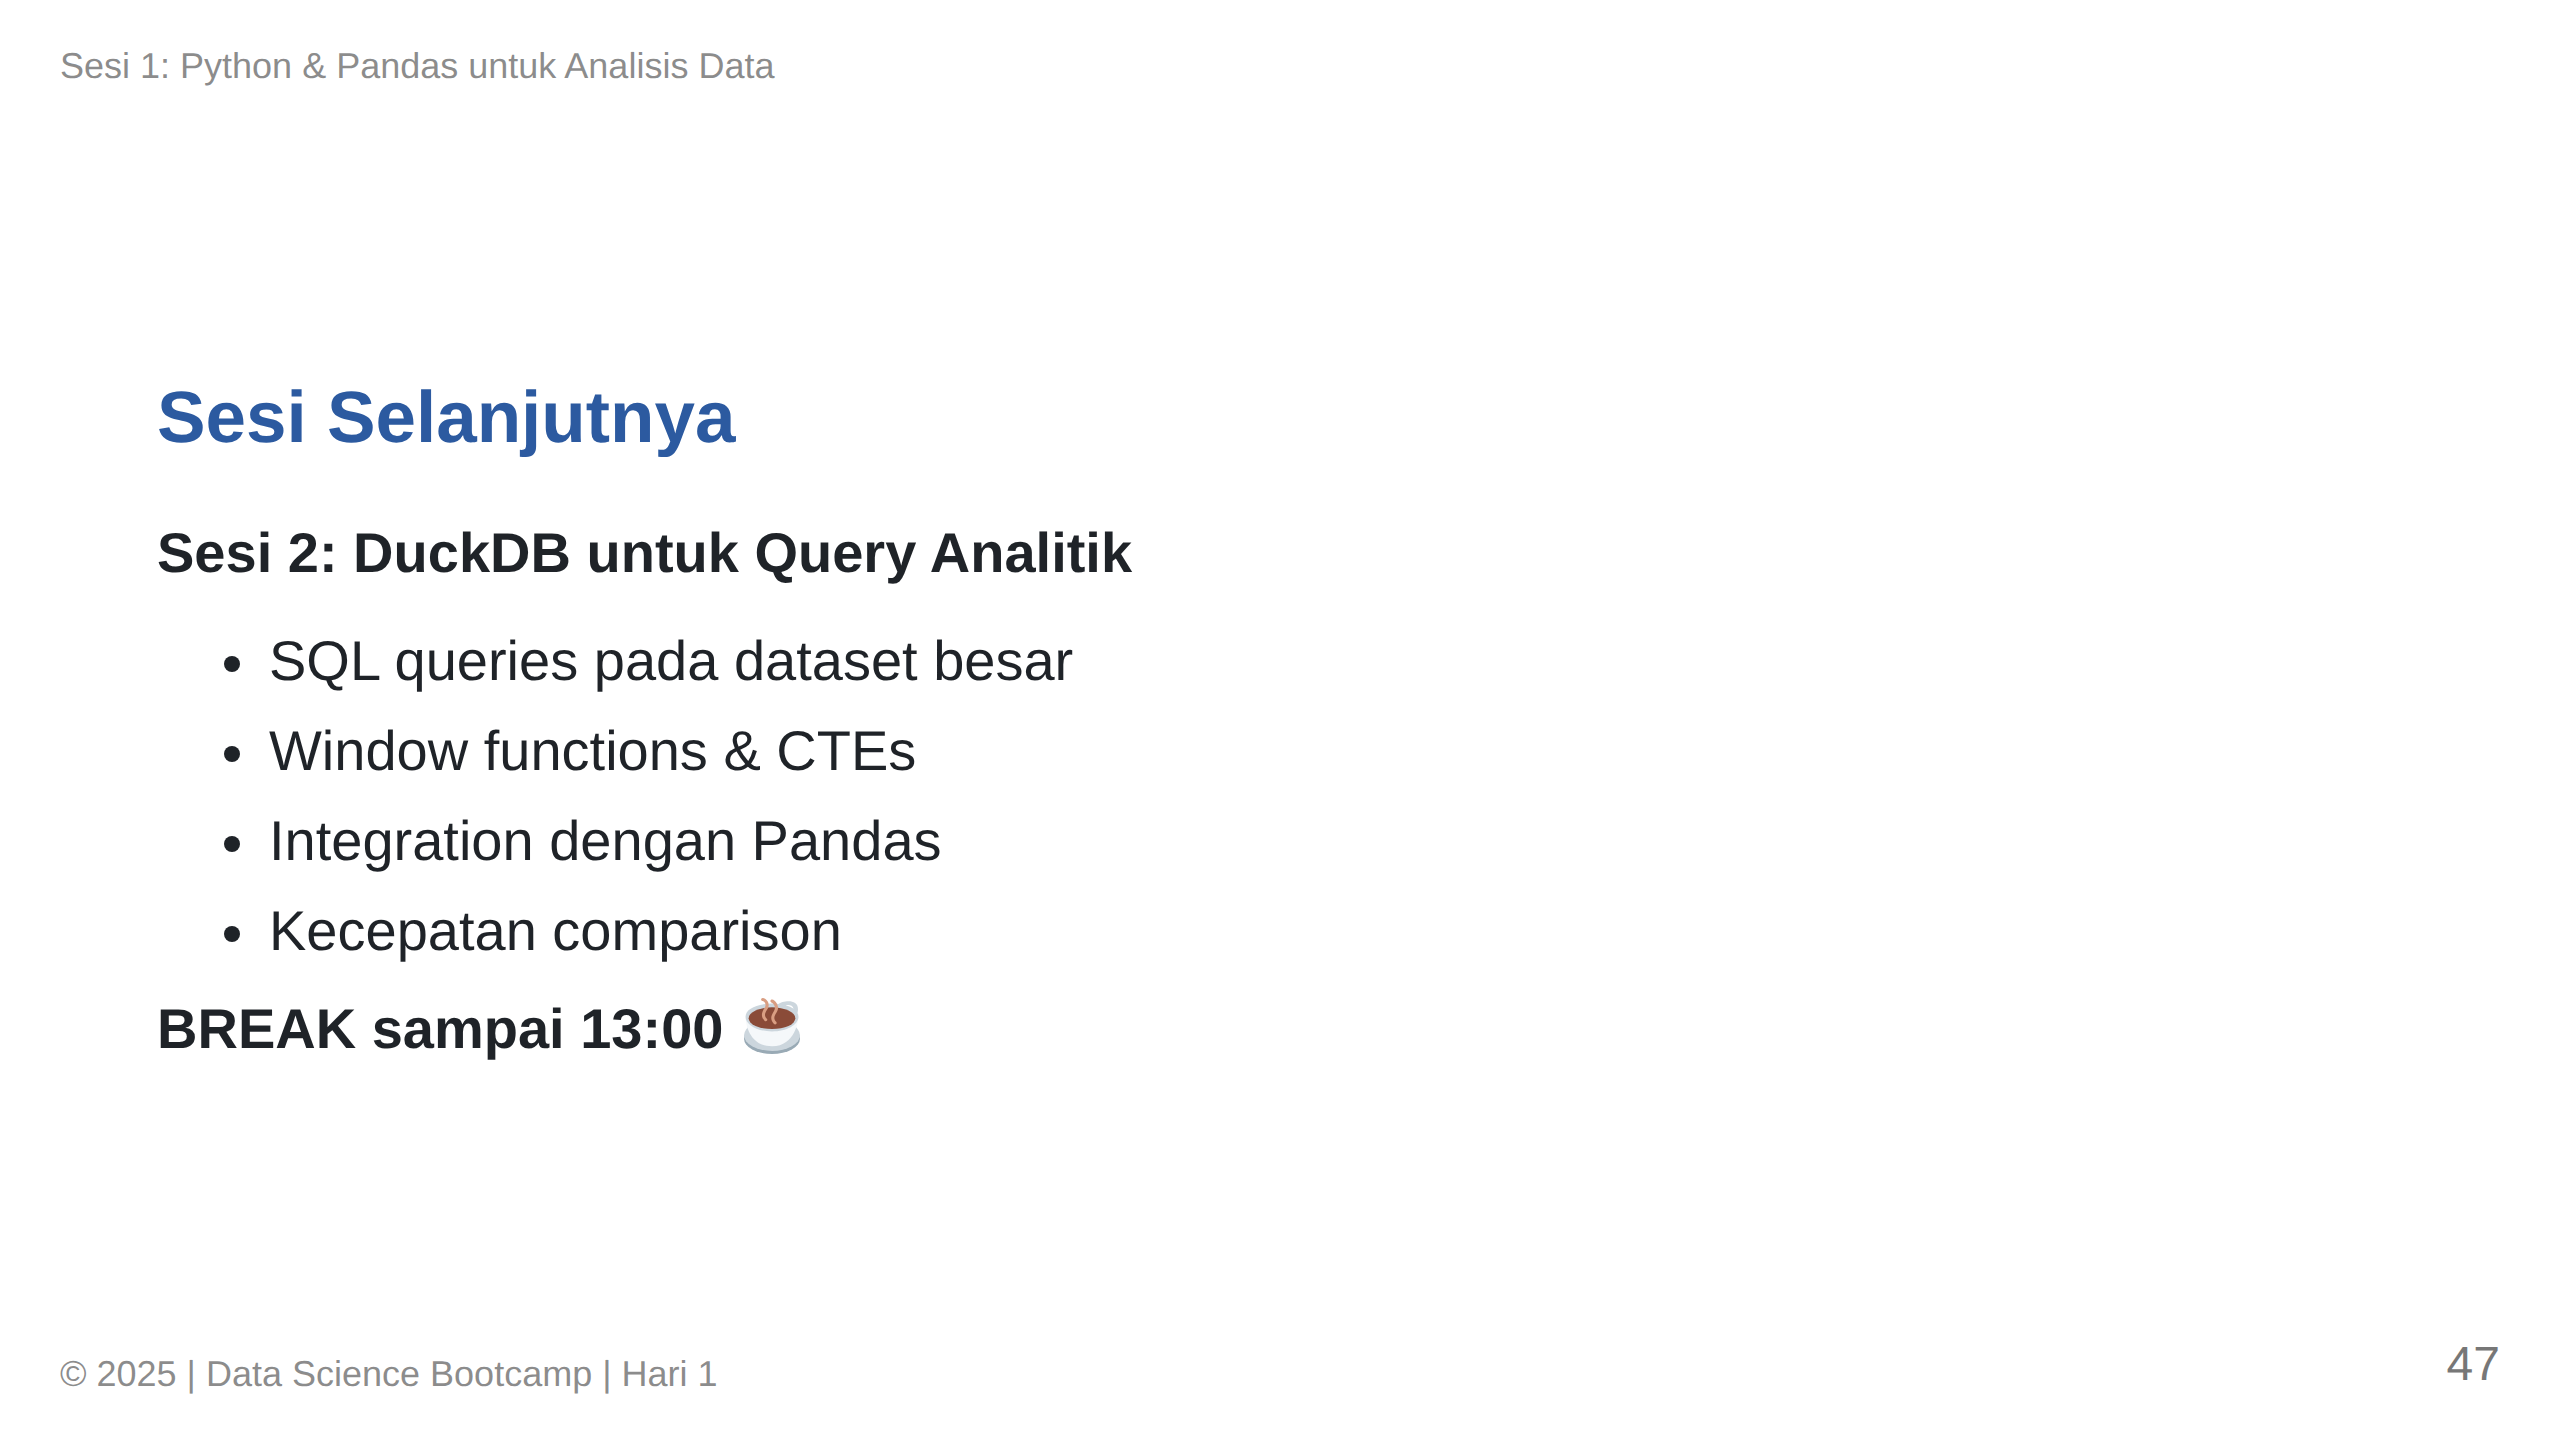 Sesi 1: Python & Pandas untuk Analisis Data
Sesi Selanjutnya
Sesi 2: DuckDB untuk Query Analitik
• SQL queries pada dataset besar
• Window functions & CTEs
• Integration dengan Pandas
• Kecepatan comparison
BREAK sampai 13:00 ☕
© 2025 | Data Science Bootcamp | Hari 1
47